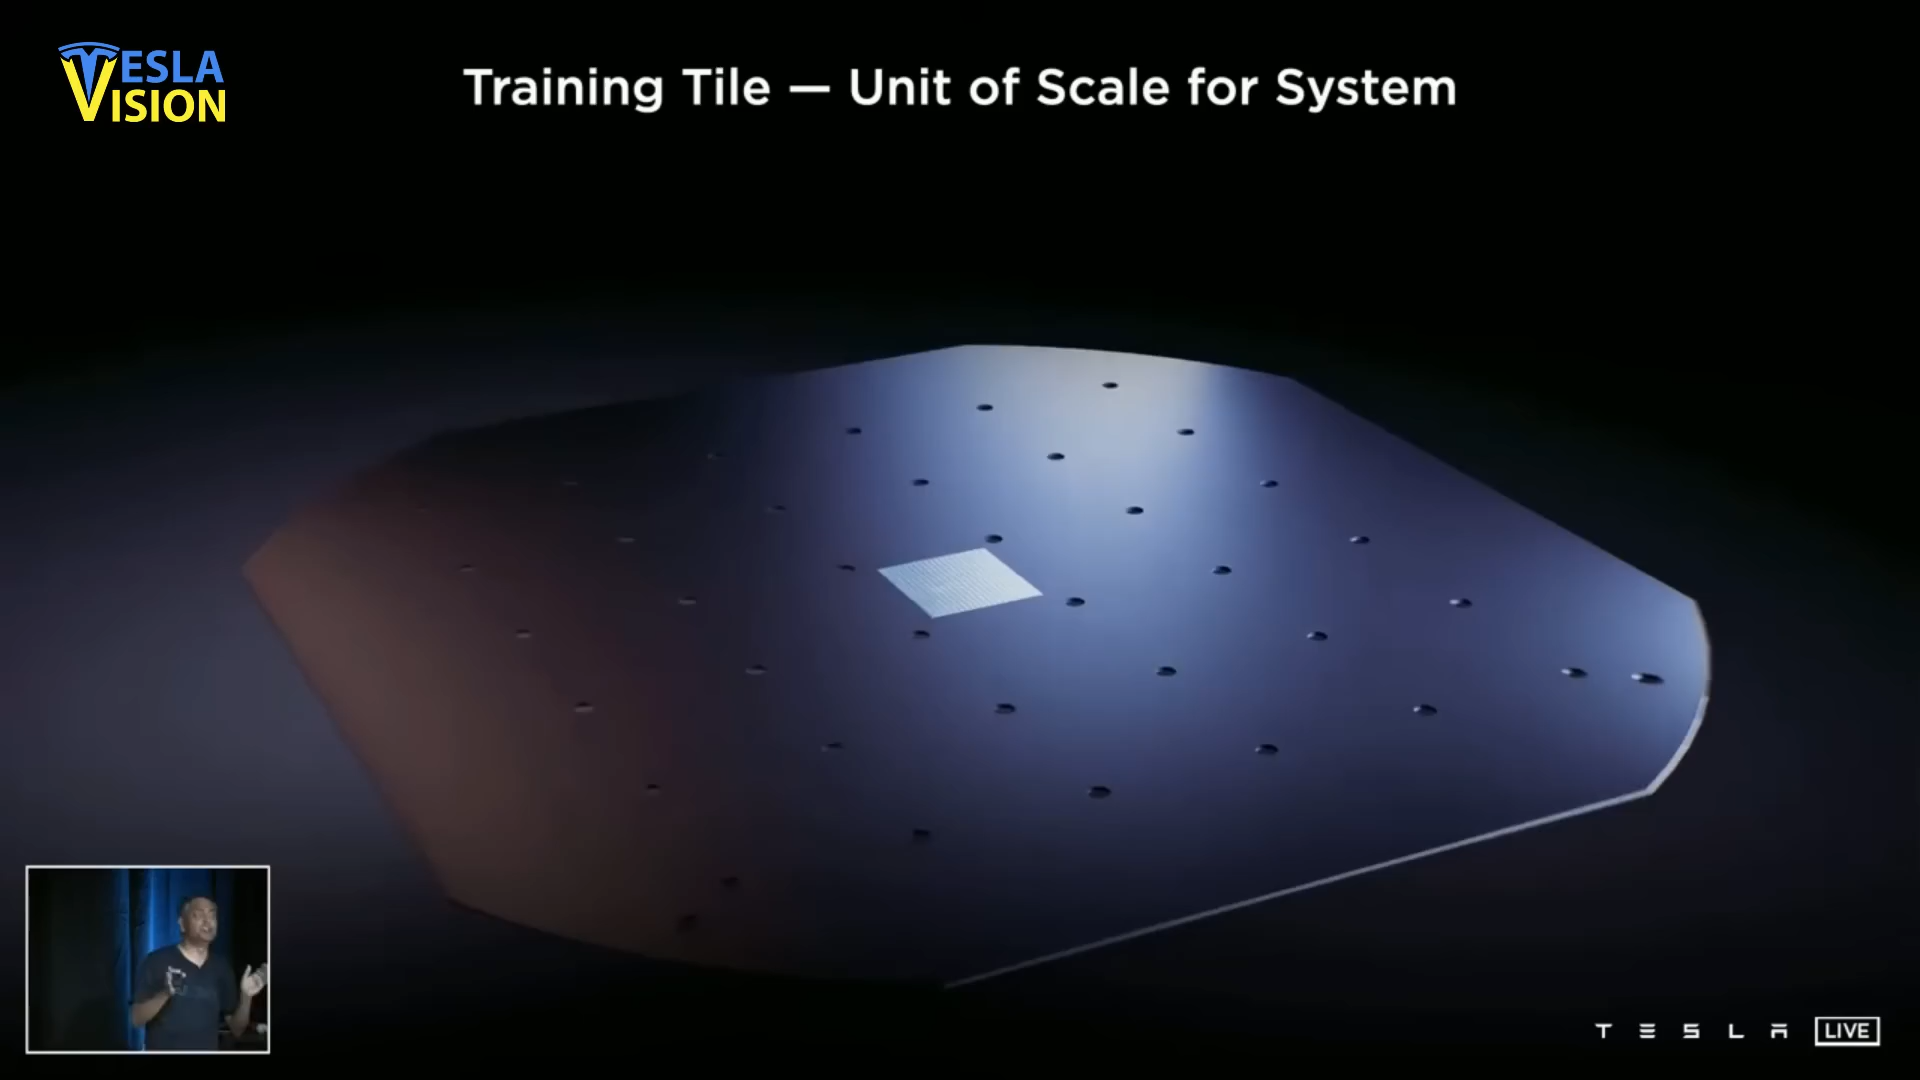 TESLA
VISION
Training Tile — Unit of Scale for System
TESLA LIVE